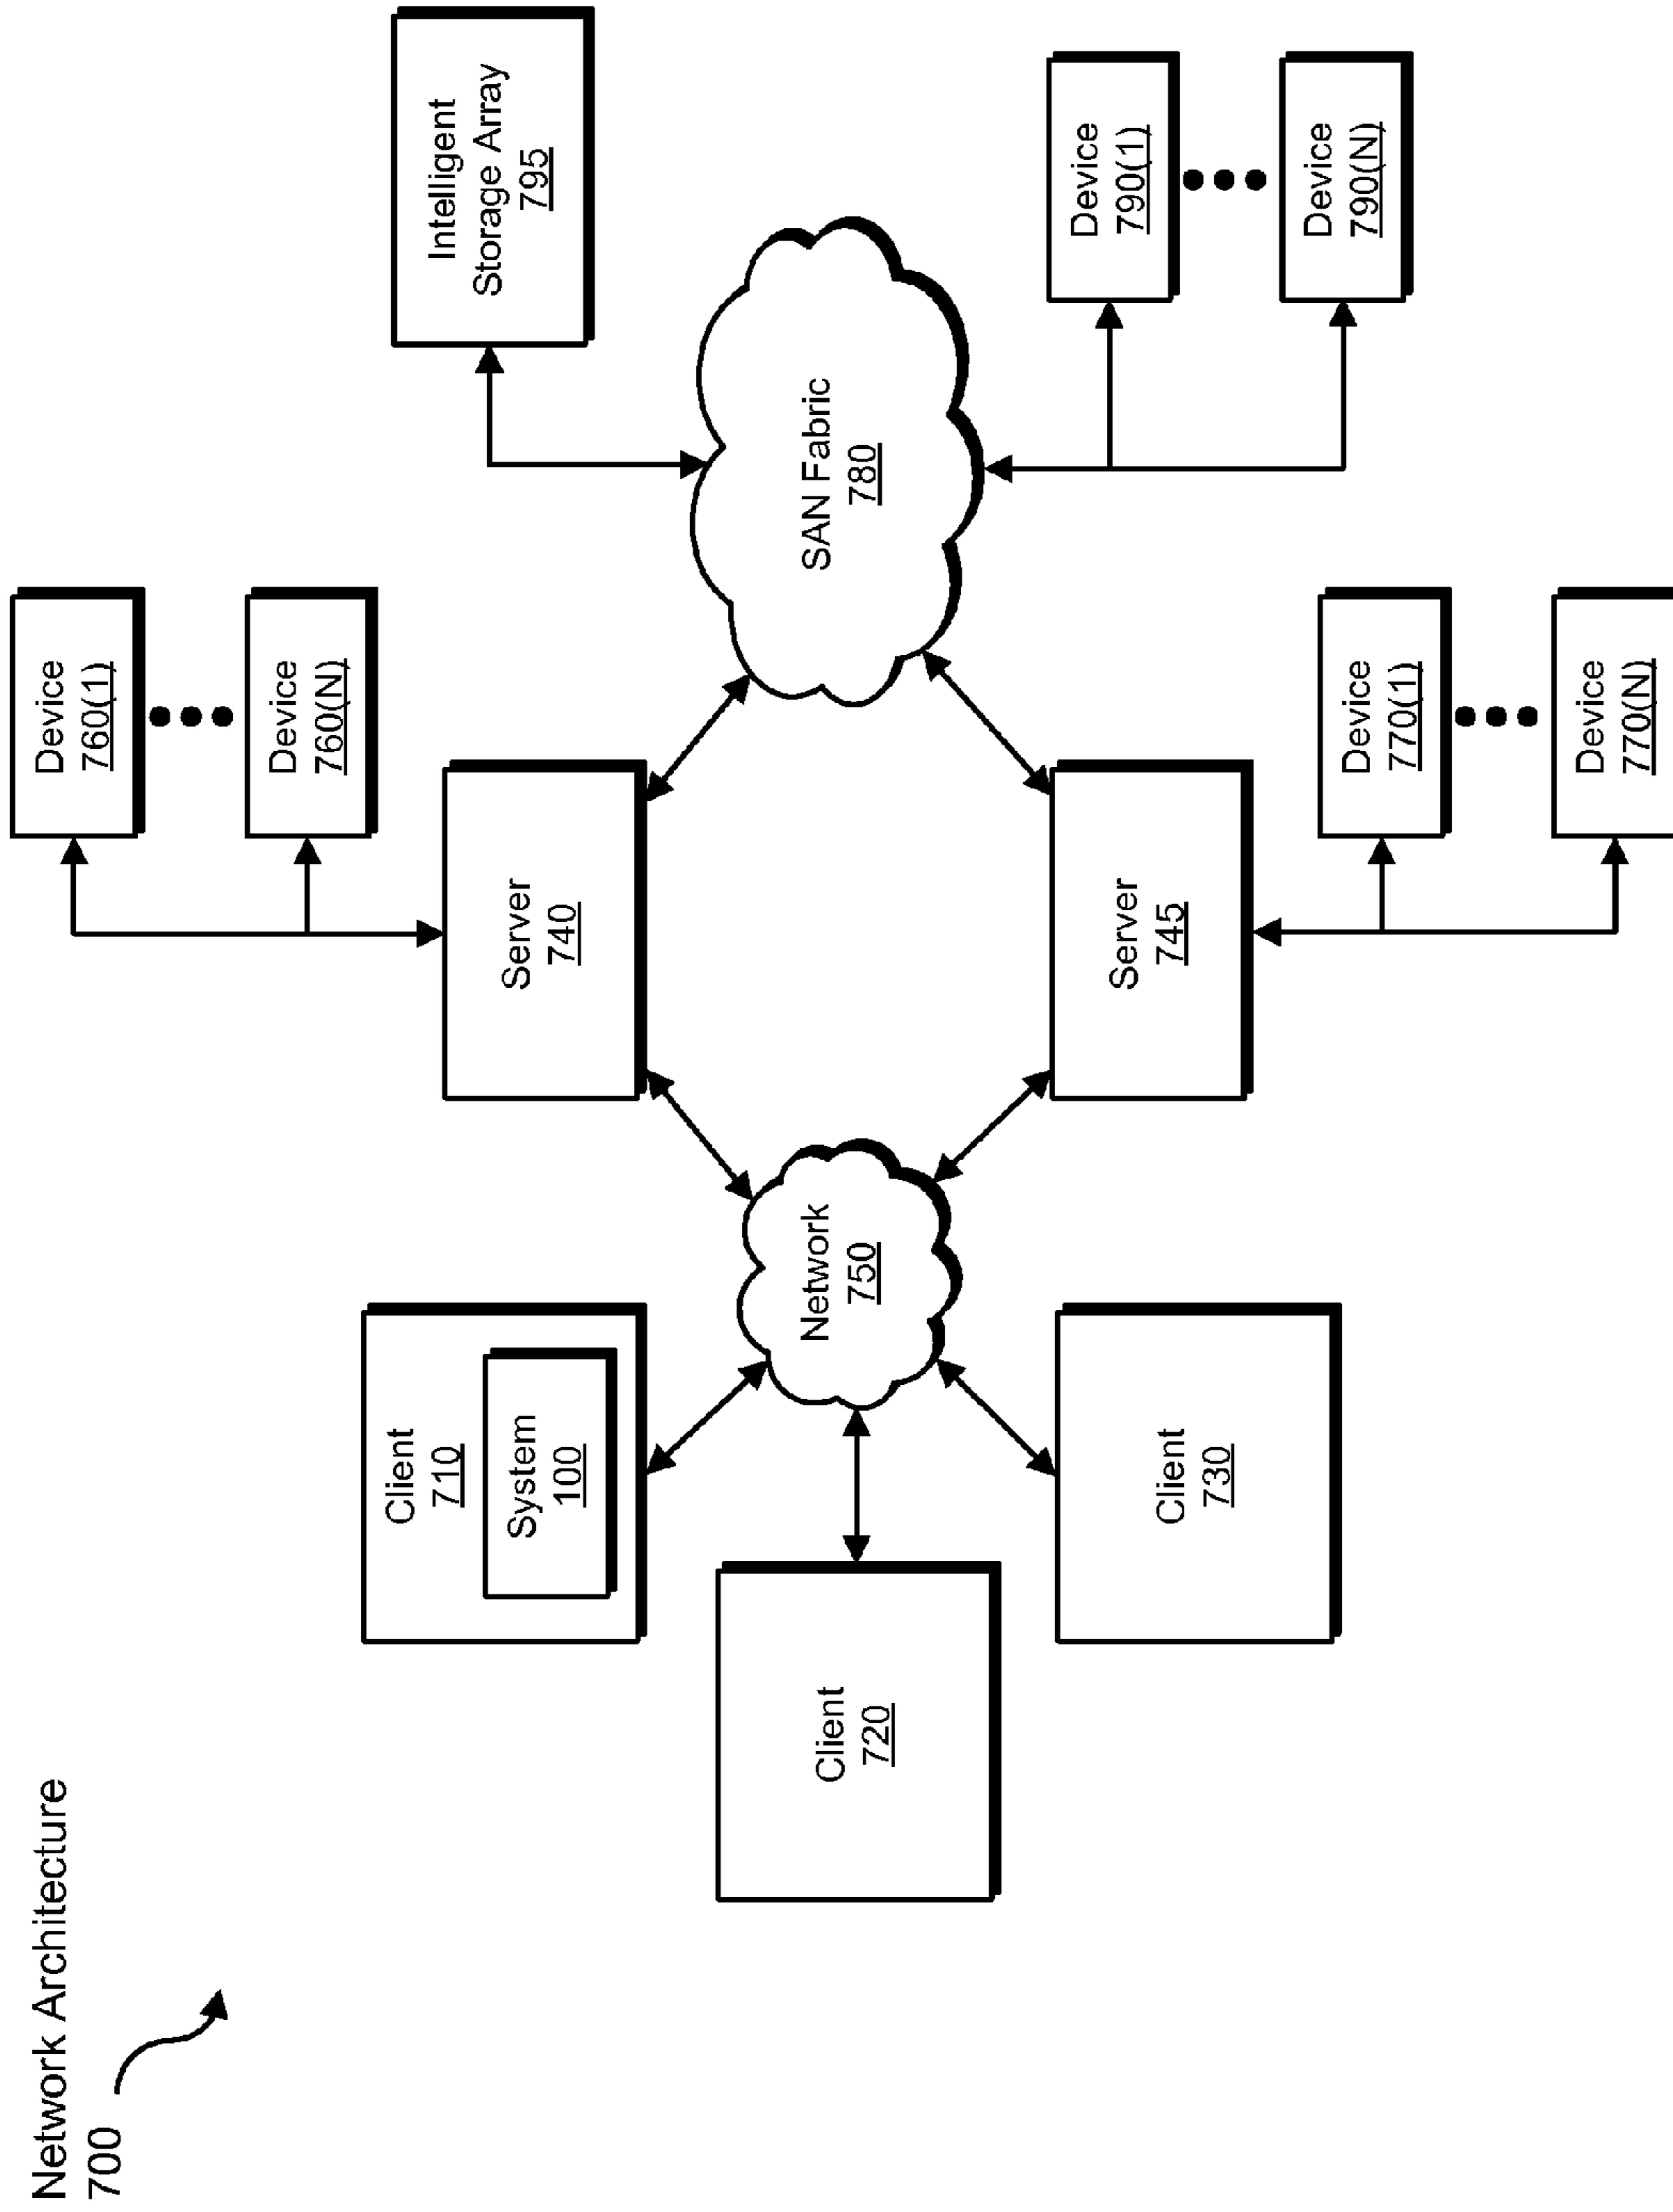 Network Architecture
700
Device
760(1)
Device
760(N)
Intelligent
Storage Array
795
Client
710
System
100
Server
740
Client
720
Network
750
SAN Fabric
780
Client
730
Server
745
Device
790(1)
Device
790(N)
Device
770(1)
Device
770(N)